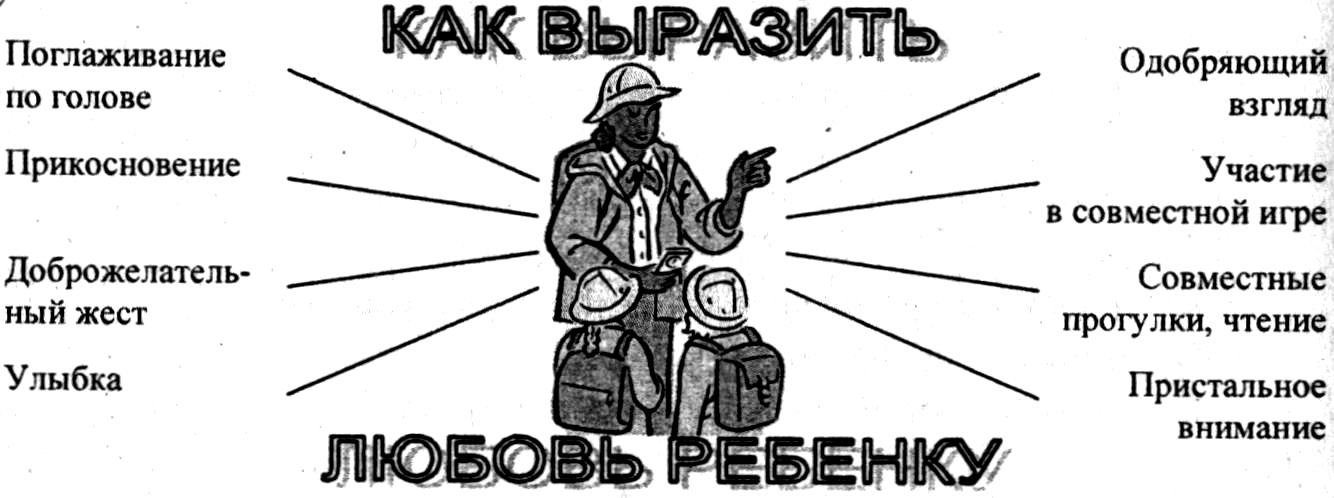 КАК ВЫРАЗИТЬ
Поглаживание
по голове
Прикосновение
Доброжелатель-
ный жест
Улыбка
Одобряющий
взгляд
Участие
в совместной игре
Совместные
прогулки, чтение
Пристальное
внимание
ЛЮБОВЬ РЕБЕНКУ